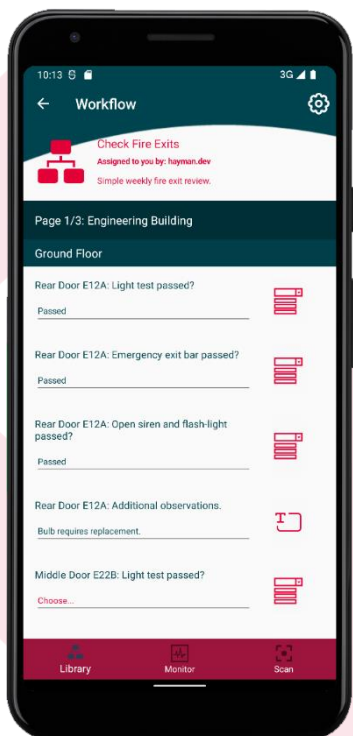 10:13
3G
Workflow
Check Fire Exits
Assigned to you by: hayman.dev
Simple weekly fire exit review.
Page 1/3: Engineering Building
Ground Floor
Rear Door E12A: Light test passed?
Passed
Rear Door E12A: Emergency exit bar passed?
Passed
Rear Door E12A: Open siren and flash-light
passed?
Passed
Rear Door E12A: Additional observations.
T
Bulb requires replacement.
Middle Door E22B: Light test passed?
Choose...
Library
Monitor
Scan